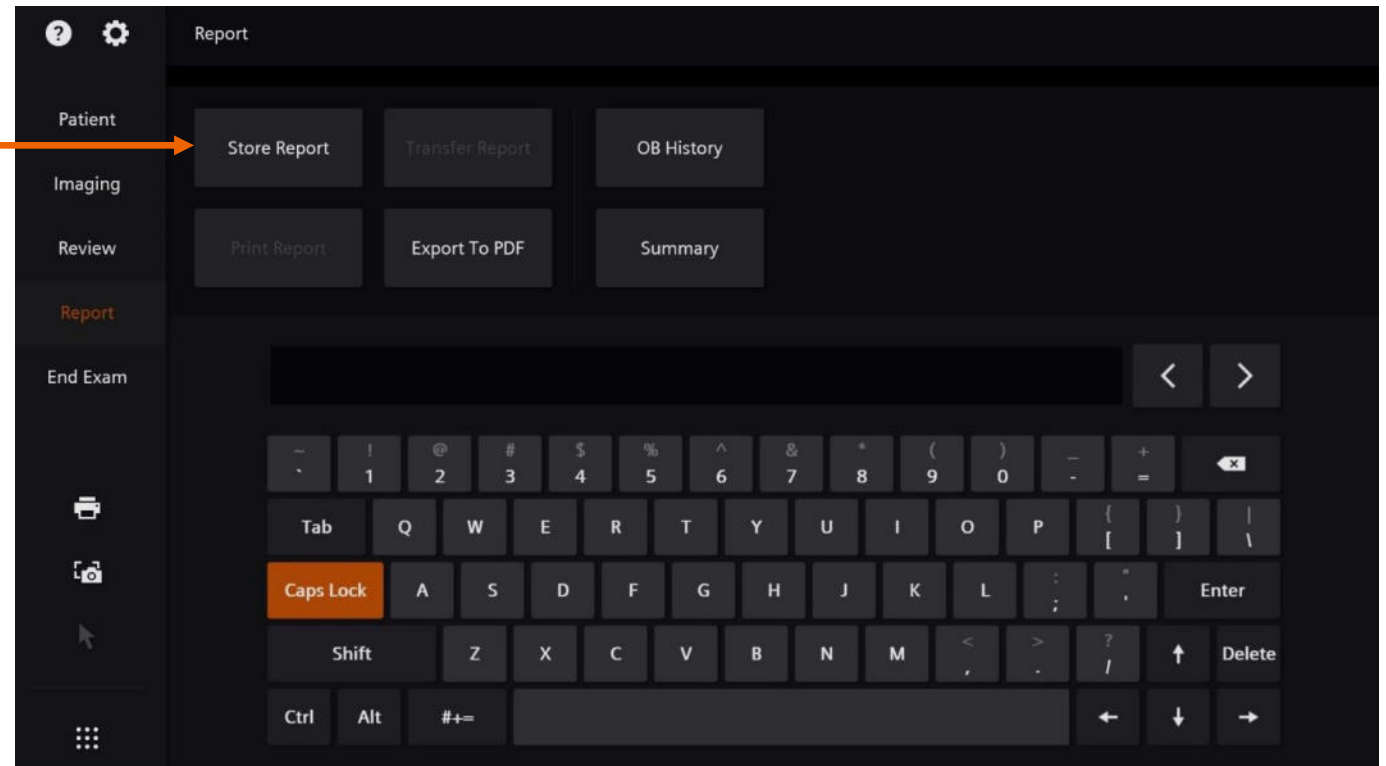 ?
Report
Patient
Imaging
Review
Report
End Exam
Store Report Transfer Report OB History
Print Report Export To PDF Summary
~ ! @ # $ % ^ & * ( ) _ +
` 1 2 3 4 5 6 7 8 9 0 - =
Tab Q W E R T Y U I O P { [ } ] | \
Caps Lock A S D F G H J K L : ; " ' Enter
Shift Z X C V B N M < , > . ? / Delete
Ctrl Alt #+=